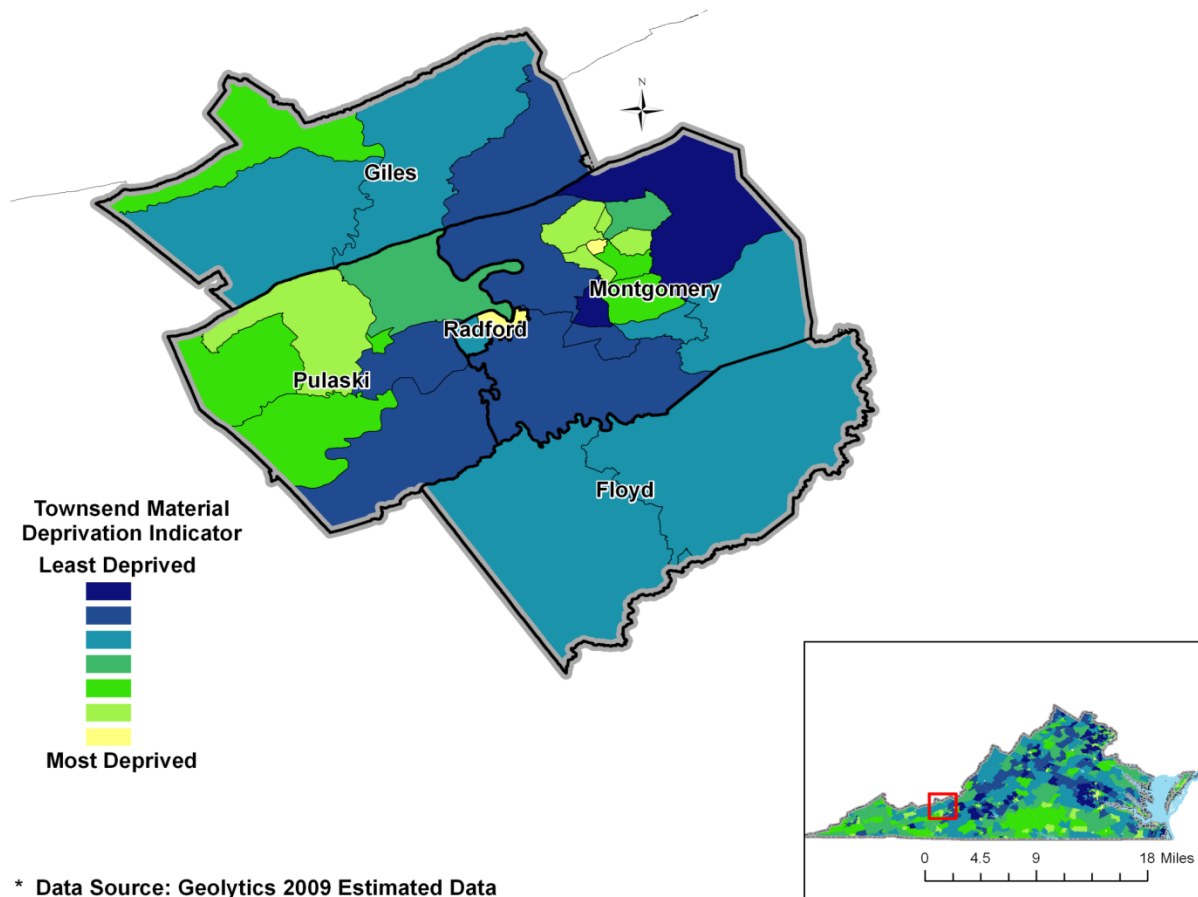 N
Giles
Montgomery
Radford
Pulaski
Floyd
Townsend Material
Deprivation Indicator
Least Deprived
Most Deprived
0 4.5 9 18 Miles
* Data Source: Geolytics 2009 Estimated Data